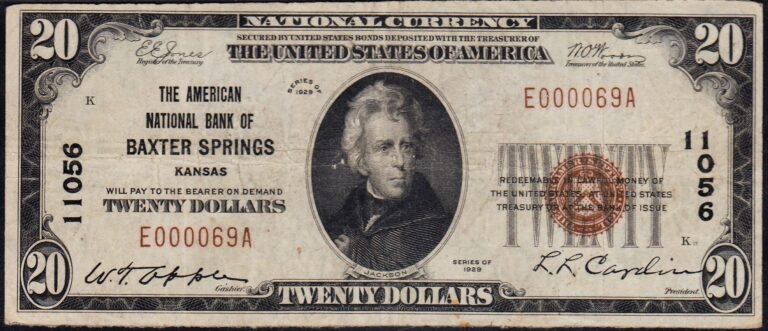 NATIONAL CURRENCY
SECURED BY UNITED STATES BONDS DEPOSITED WITH THE TREASURER OF
THE UNITED STATES OF AMERICA
20
20
E.E. Jones
Register of the Treasury
W.O. Woods
Treasurer of the United States
SERIES OF
1929
K
THE AMERICAN
NATIONAL BANK OF
BAXTER SPRINGS
KANSAS
WILL PAY TO THE BEARER ON DEMAND
TWENTY DOLLARS
E000069A
11056
E000069A
11056
REDEEMABLE IN LAWFUL MONEY OF
THE UNITED STATES AT UNITED STATES
TREASURY OR AT THE BANK OF ISSUE
TWENTY
K
JACKSON
SERIES OF
1929
Cashier
President
20
TWENTY DOLLARS
20